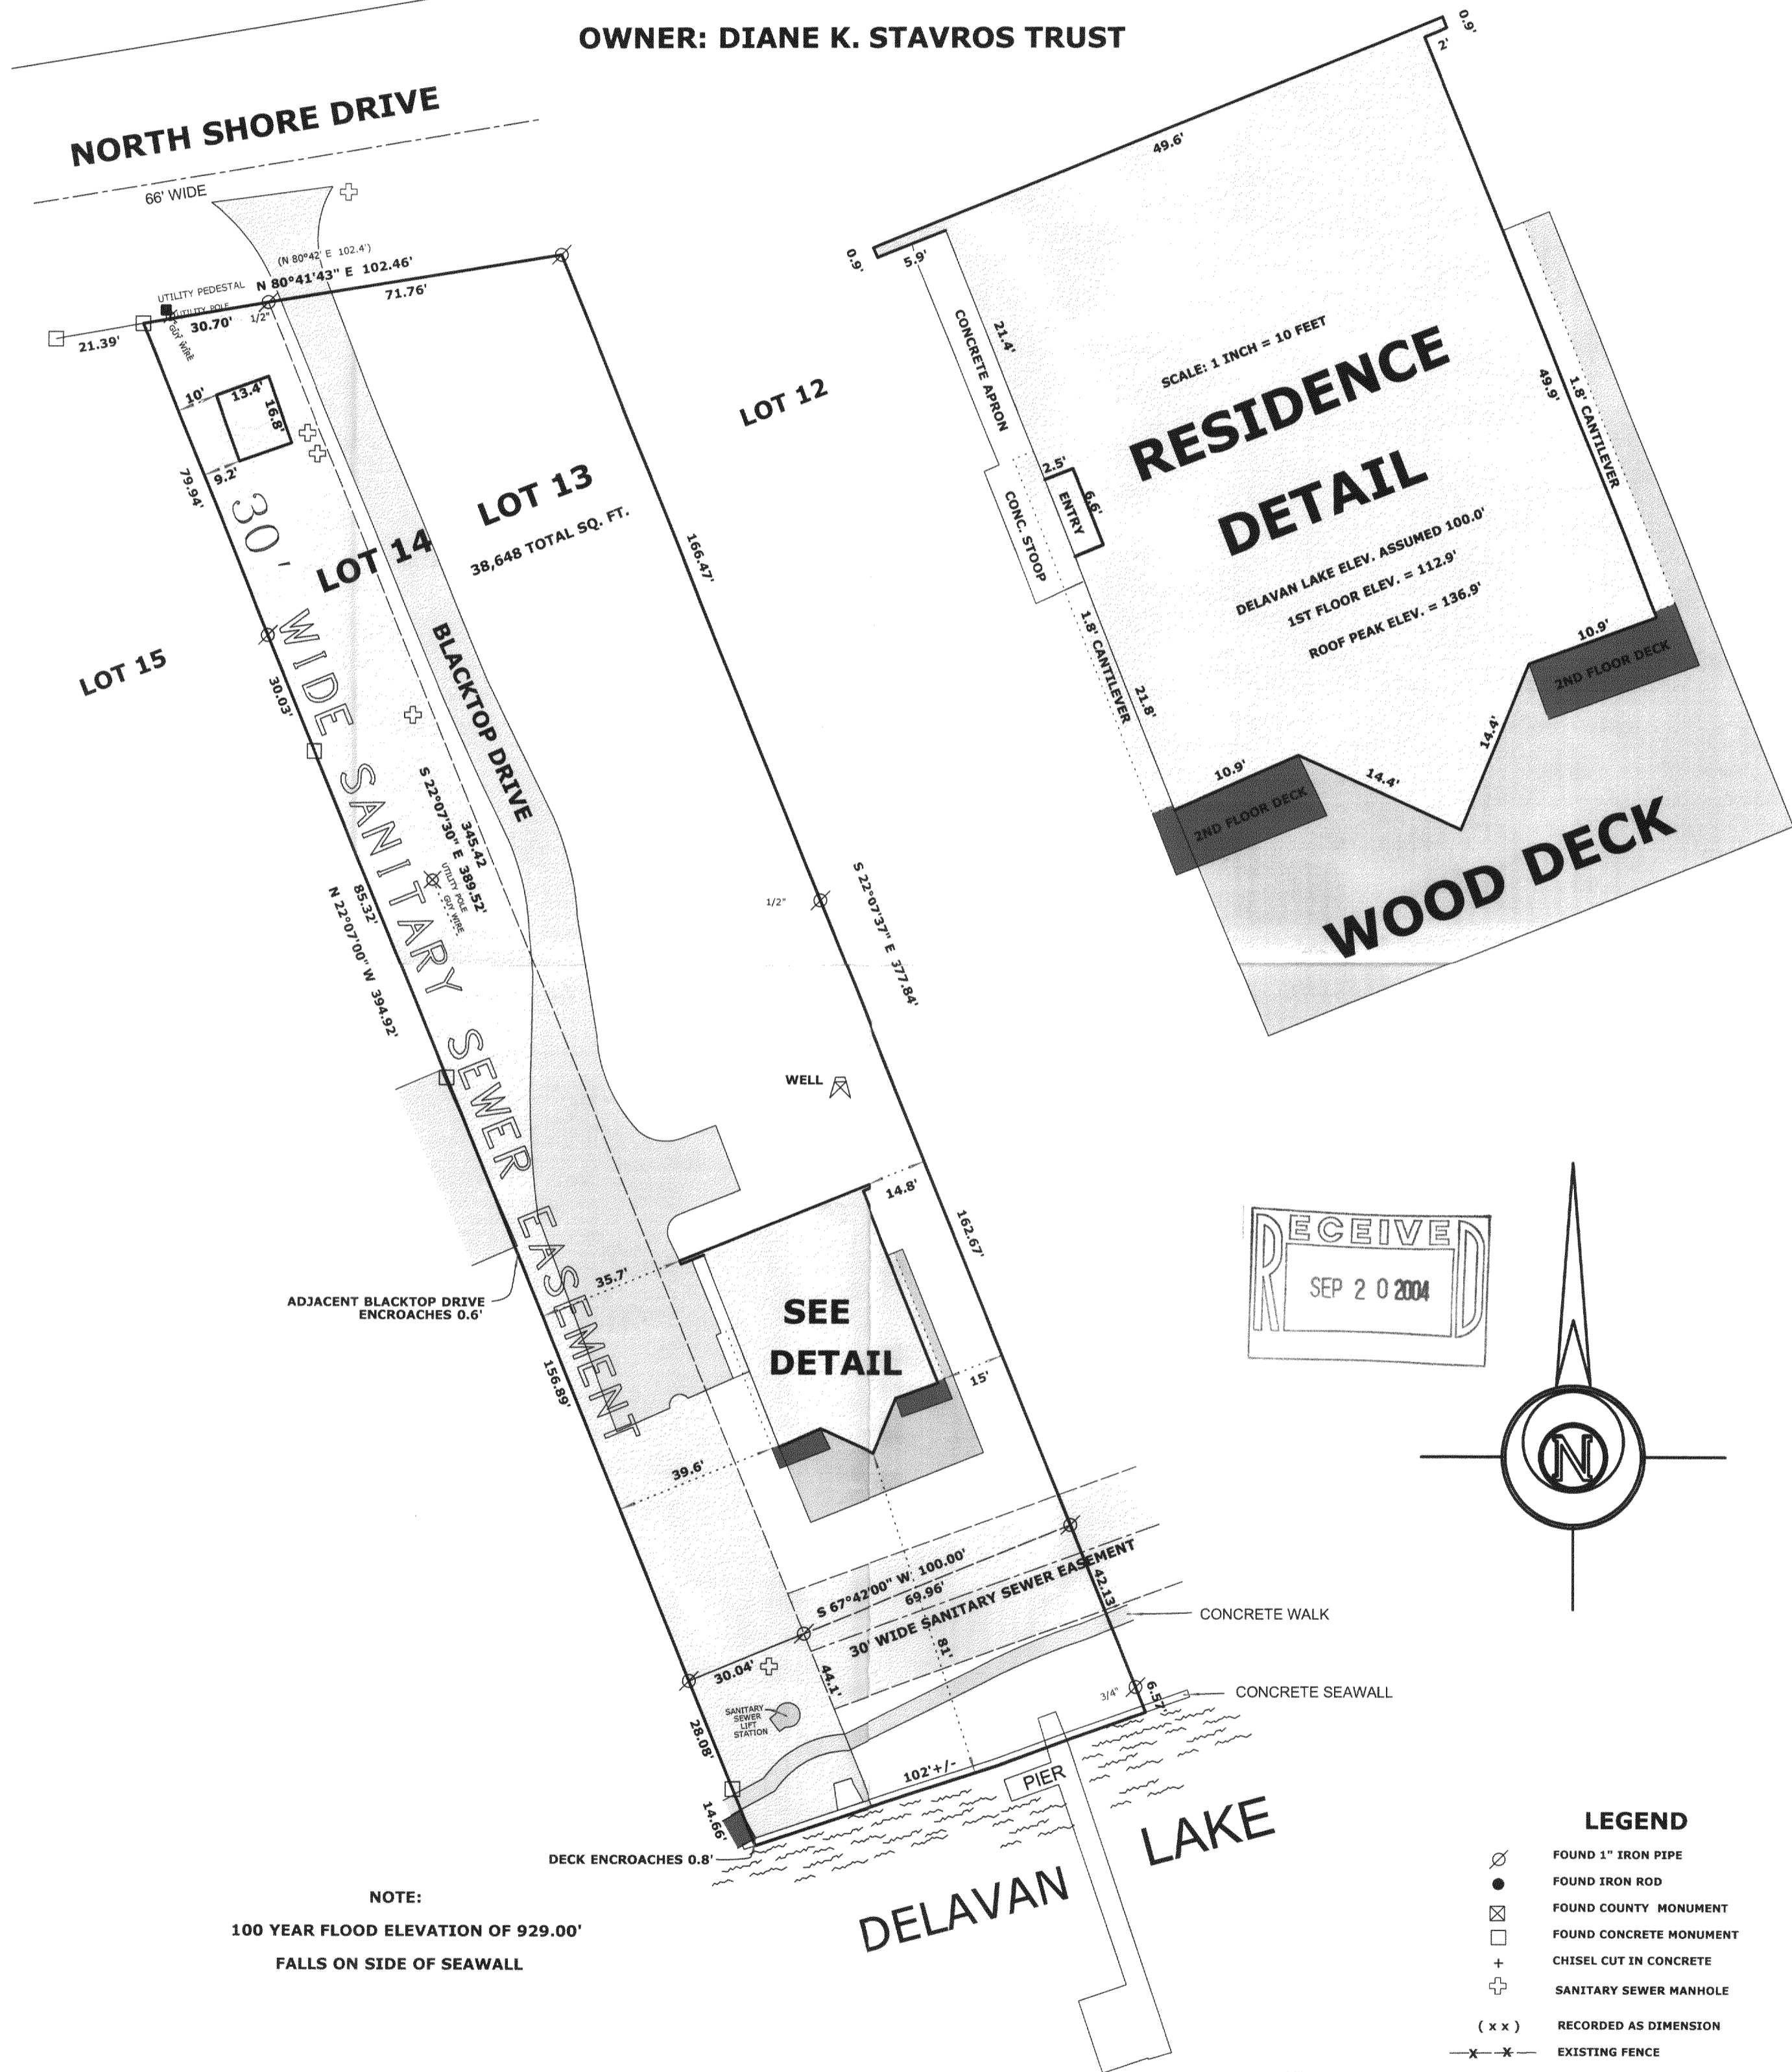 OWNER: DIANE K. STAVROS TRUST
NORTH SHORE DRIVE
66' WIDE
(N 80°42' E 102.4')
N 80°41'43" E 102.46'
71.76'
UTILITY PEDESTAL
UTILITY POLE
30.70'
1/2"
GUY WIRE
21.39'
10'
13.4'
16.8'
9.2'
79.94'
LOT 12
LOT 13
38,648 TOTAL SQ. FT.
LOT 14
LOT 15
166.47'
30' WIDE SANITARY SEWER EASEMENT
BLACKTOP DRIVE
30.03'
S 22°07'30" E 389.52'
345.42
UTILITY POLE
GUY WIRE
85.32'
N 22°07'00" W 394.92'
1/2"
S 22°07'37" E 377.84'
WELL
14.8'
162.67'
35.7'
ADJACENT BLACKTOP DRIVE
ENCROACHES 0.6'
SEE
DETAIL
15'
156.89'
39.6'
S 67°42'00" W 100.00'
69.96'
30' WIDE SANITARY SEWER EASEMENT
42.13'
81'
30.04'
44.1'
SANITARY
SEWER
LIFT
STATION
28.08'
3/4"
6.57'
CONCRETE WALK
CONCRETE SEAWALL
102'+/-
PIER
14.66'
DECK ENCROACHES 0.8'
DELAVAN LAKE
NOTE:
100 YEAR FLOOD ELEVATION OF 929.00'
FALLS ON SIDE OF SEAWALL
0.9'
2'
49.6'
0.9'
5.9'
CONCRETE APRON
21.4'
SCALE: 1 INCH = 10 FEET
RESIDENCE
DETAIL
DELAVAN LAKE ELEV. ASSUMED 100.0'
1ST FLOOR ELEV. = 112.9'
ROOF PEAK ELEV. = 136.9'
49.9'
1.8' CANTILEVER
2.5'
ENTRY
6.6'
CONC. STOOP
1.8' CANTILEVER
21.8'
10.9'
2ND FLOOR DECK
14.4'
14.4'
10.9'
2ND FLOOR DECK
WOOD DECK
RECEIVED
SEP 20 2004
N
LEGEND
FOUND 1" IRON PIPE
FOUND IRON ROD
FOUND COUNTY MONUMENT
FOUND CONCRETE MONUMENT
CHISEL CUT IN CONCRETE
SANITARY SEWER MANHOLE
( x x ) RECORDED AS DIMENSION
x x EXISTING FENCE